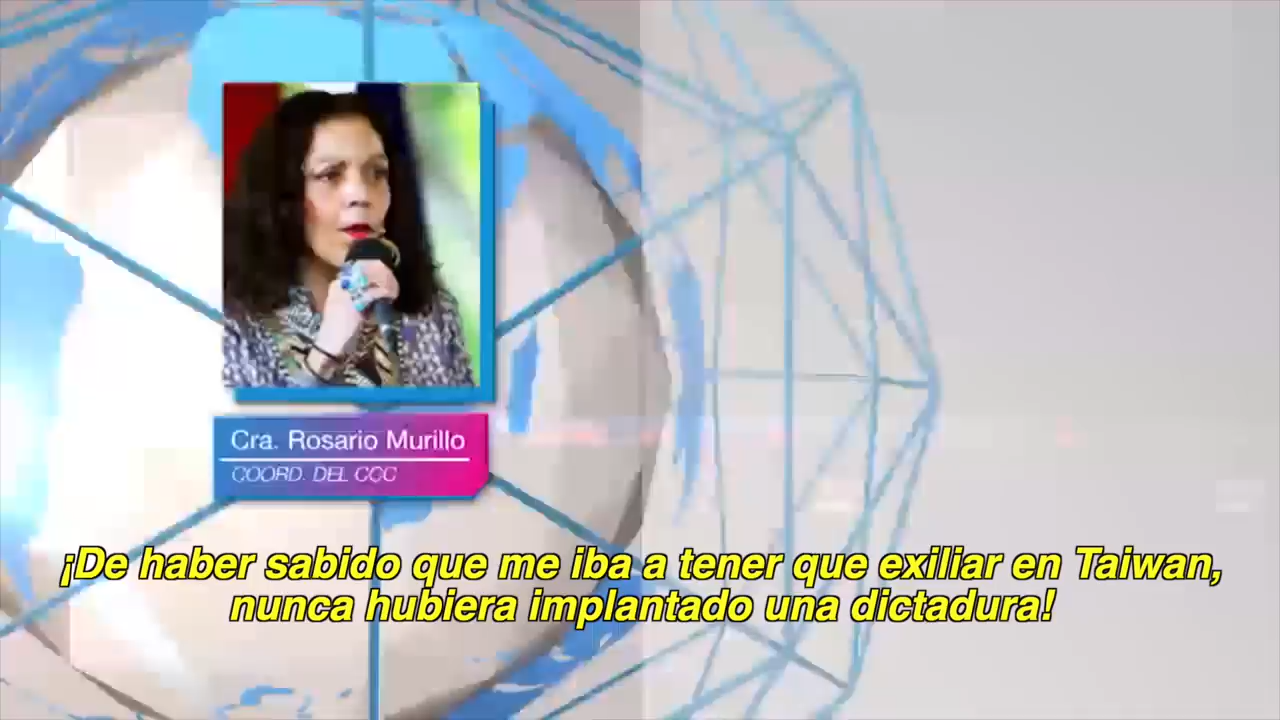 Cra. Rosario Murillo
COORD. DEL CCC
¡De haber sabido que me iba a tener que exiliar en Taiwan,
nunca hubiera implantado una dictadura!